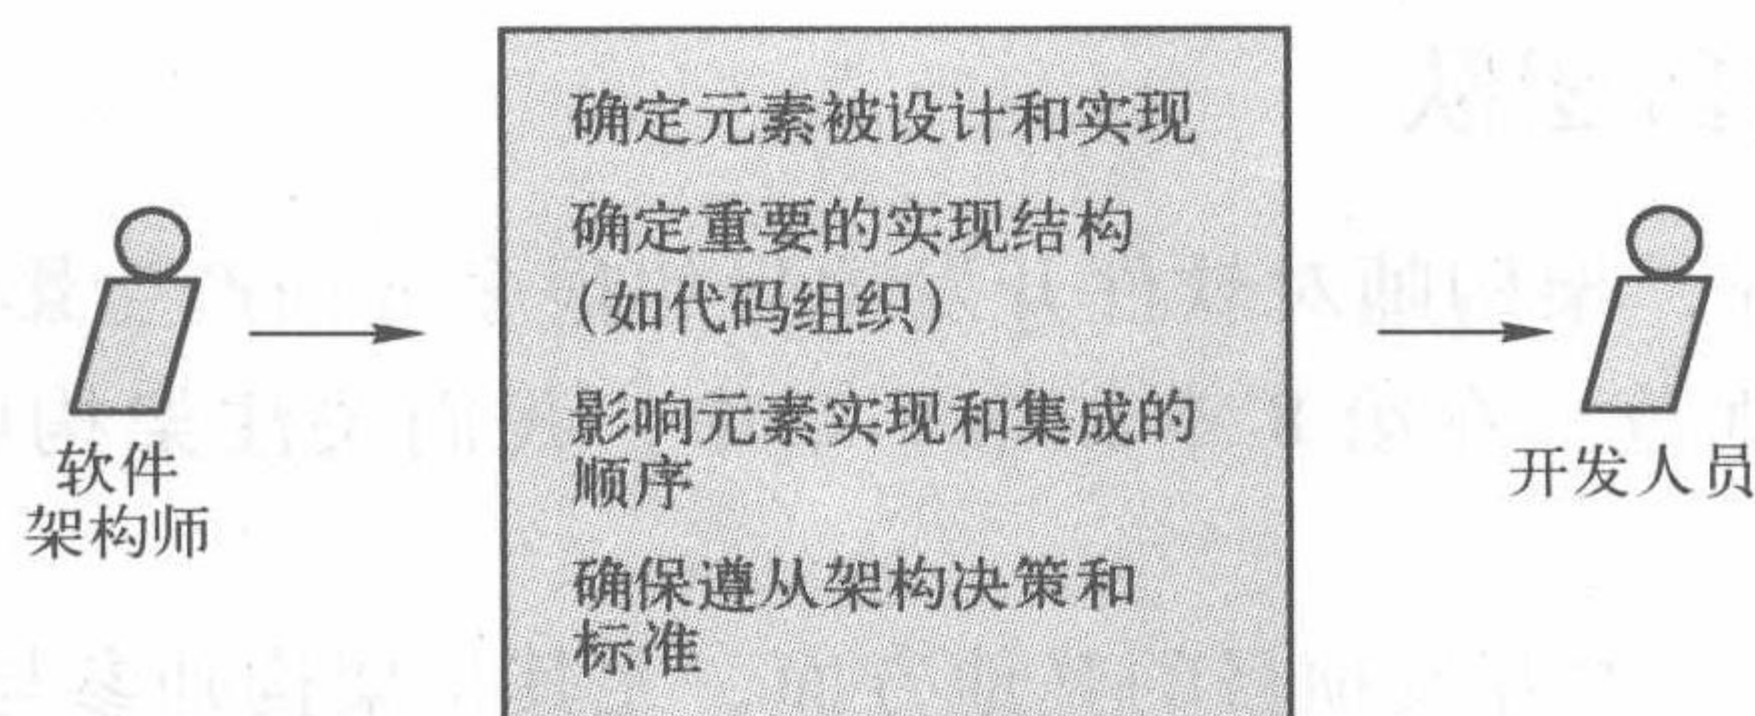 确定元素被设计和实现
确定重要的实现结构
（如代码组织）
影响元素实现和集成的
顺序
确保遵从架构决策和
标准
软件
架构师
开发人员